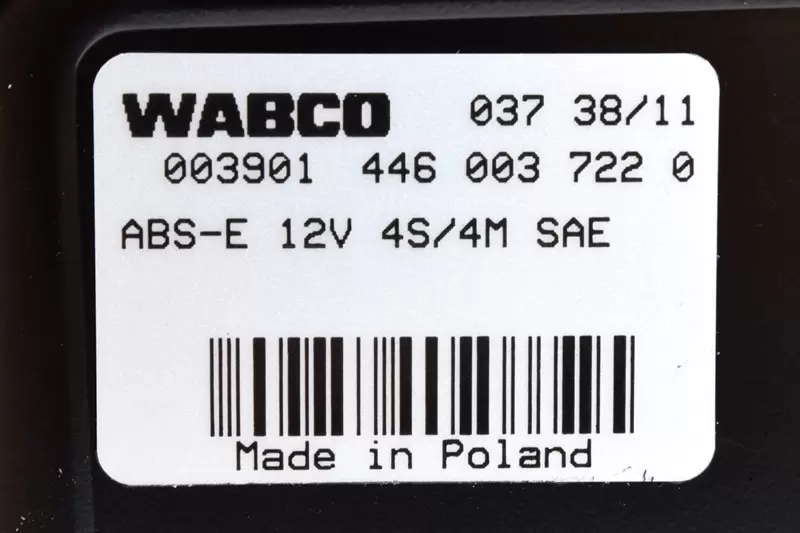 WABCO 037 38/11
003901 446 003 722 0
ABS-E 12V 4S/4M SAE
Made in Poland